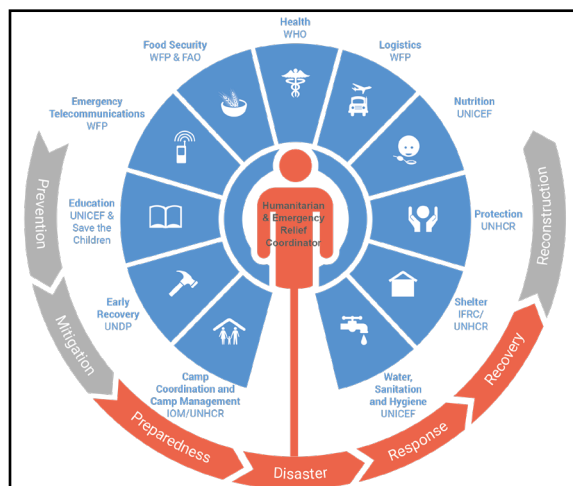 Health
WHO
Food Security
WFP & FAO
Logistics
WFP
Emergency
Telecommunications
WFP
Nutrition
UNICEF
Education
UNICEF &
Save the
Children
Humanitarian
& Emergency
Relief
Coordinator
Protection
UNHCR
Early
Recovery
UNDP
Shelter
IFRC/
UNHCR
Camp
Coordination and
Camp Management
IOM/UNHCR
Water,
Sanitation
and Hygiene
UNICEF
Prevention
Mitigation
Preparedness
Disaster
Response
Recovery
Reconstruction